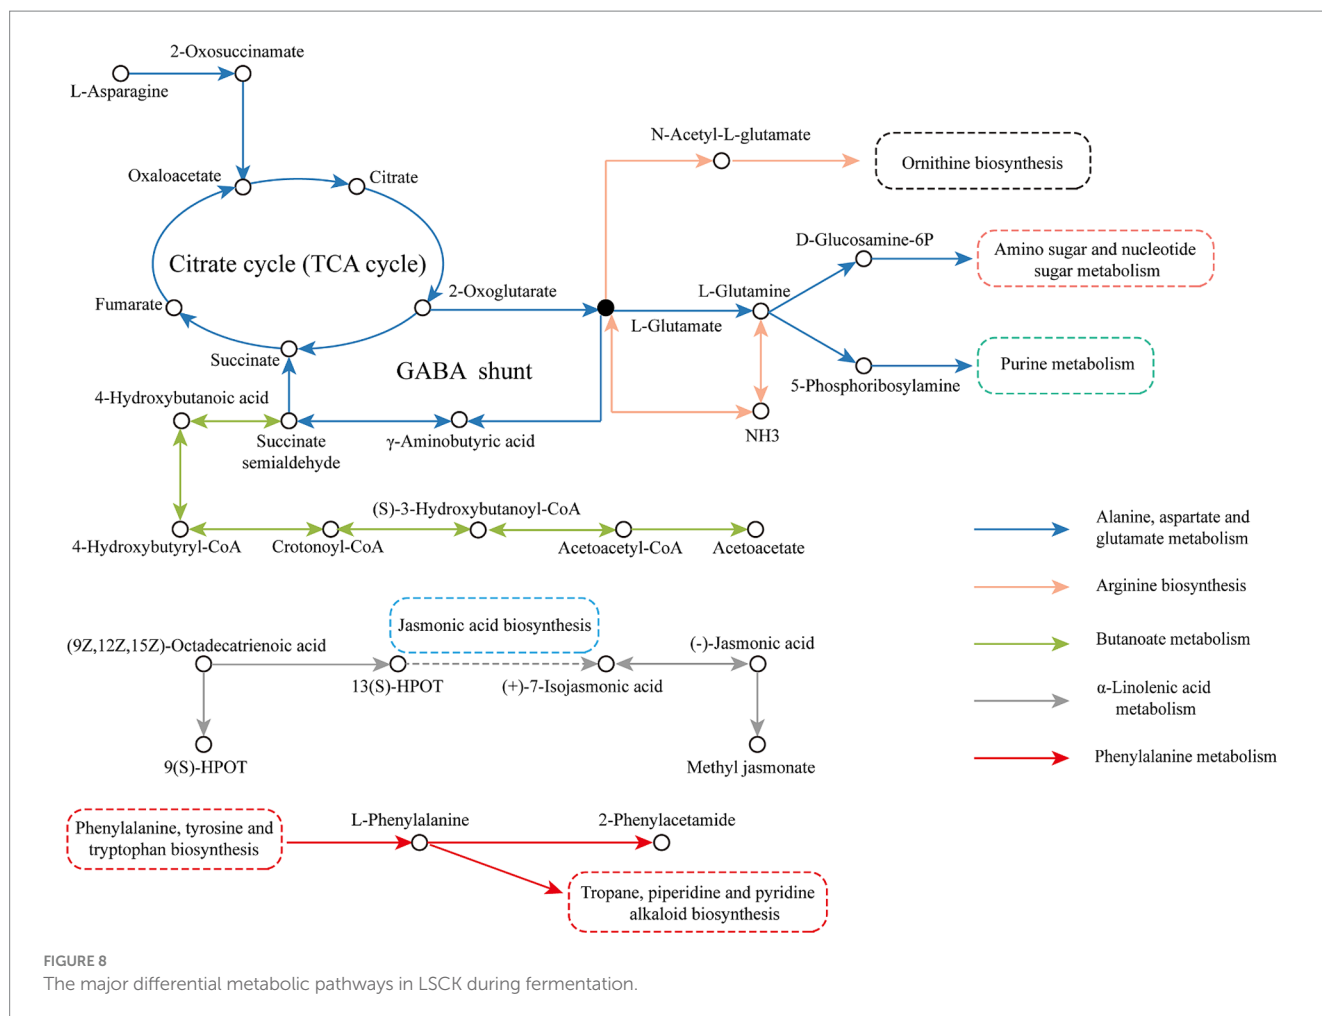 2-Oxosuccinamate
L-Asparagine
N-Acetyl-L-glutamate
Ornithine biosynthesis
Oxaloacetate
Citrate
D-Glucosamine-6P
Amino sugar and nucleotide
sugar metabolism
Citrate cycle (TCA cycle)
Fumarate
2-Oxoglutarate
L-Glutamine
L-Glutamate
Succinate
GABA shunt
Purine metabolism
5-Phosphoribosylamine
4-Hydroxybutanoic acid
Succinate
semialdehyde
γ-Aminobutyric acid
NH3
(S)-3-Hydroxybutanoyl-CoA
4-Hydroxybutyryl-CoA
Crotonoyl-CoA
Acetoacetyl-CoA
Acetoacetate
Alanine, aspartate and
glutamate metabolism
Arginine biosynthesis
Butanoate metabolism
α-Linolenic acid
metabolism
Phenylalanine metabolism
Jasmonic acid biosynthesis
(9Z,12Z,15Z)-Octadecatrienoic acid
(-)-Jasmonic acid
13(S)-HPOT
(+)-7-Isojasmonic acid
9(S)-HPOT
Methyl jasmonate
Phenylalanine, tyrosine and
tryptophan biosynthesis
L-Phenylalanine
2-Phenylacetamide
Tropane, piperidine and pyridine
alkaloid biosynthesis
FIGURE 8
The major differential metabolic pathways in LSCK during fermentation.